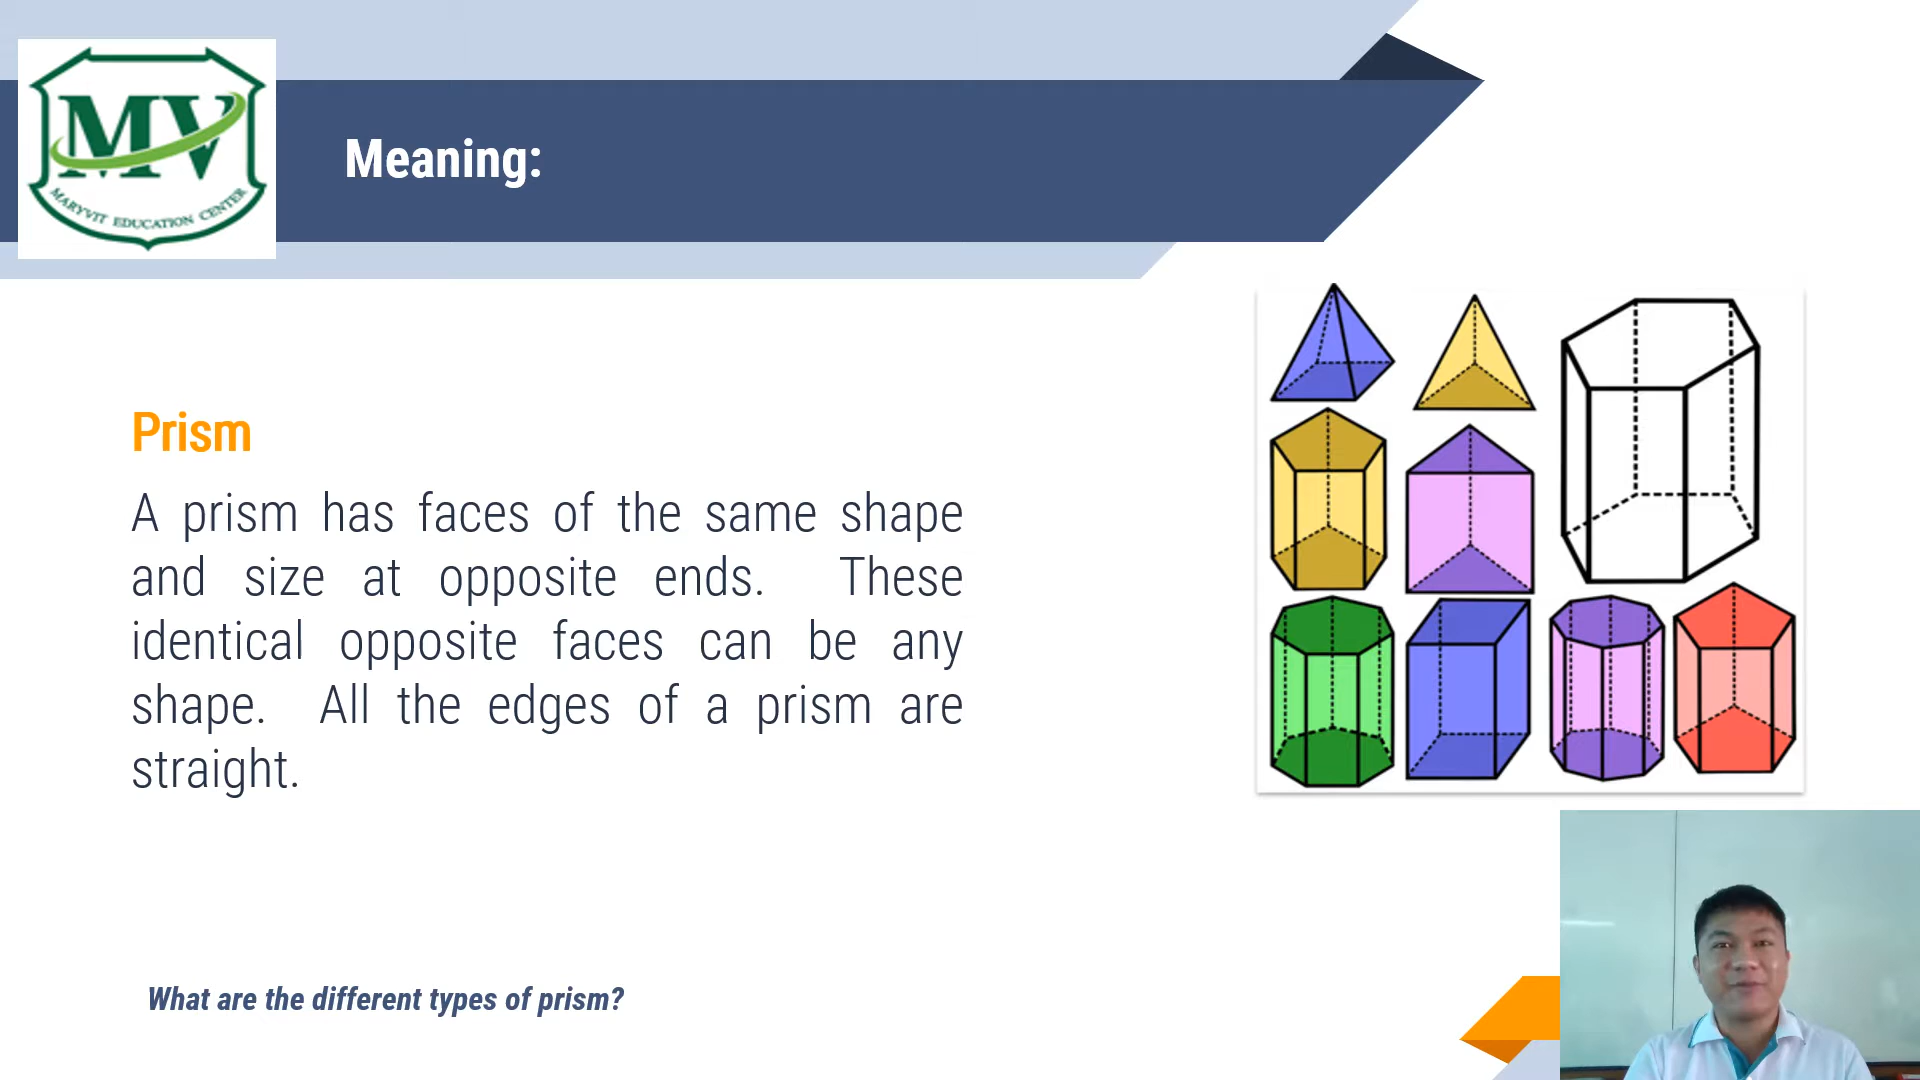 MV
MARYVIT EDUCATION CENTER
Meaning:
Prism
A prism has faces of the same shape
and size at opposite ends. These
identical opposite faces can be any
shape. All the edges of a prism are
straight.
What are the different types of prism?